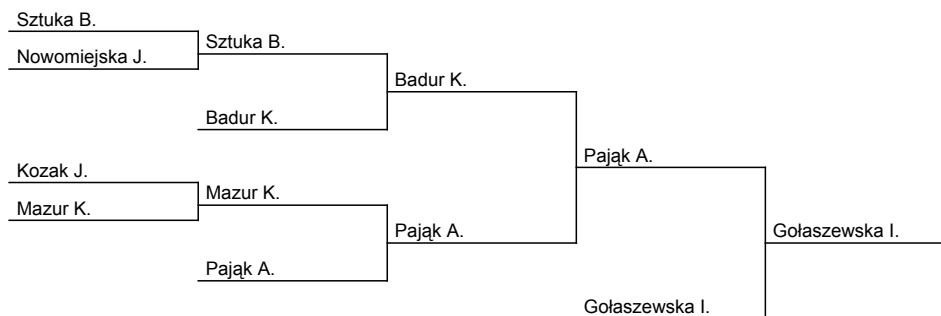 Sztuka B.
Nowomiejska J.
Sztuka B.
Badur K.
Badur K.
Kozak J.
Mazur K.
Mazur K.
Pająk A.
Pająk A.
Pająk A.
Gołaszewska I.
Gołaszewska I.